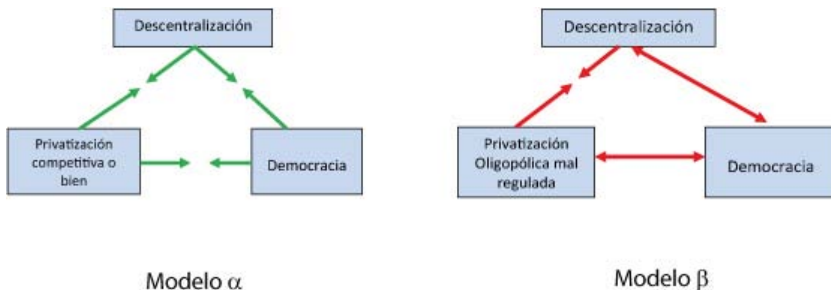 Descentralización
Privatización
competitiva o
bien
Democracia
Modelo α
Descentralización
Privatización
Oligopólica mal
regulada
Democracia
Modelo β